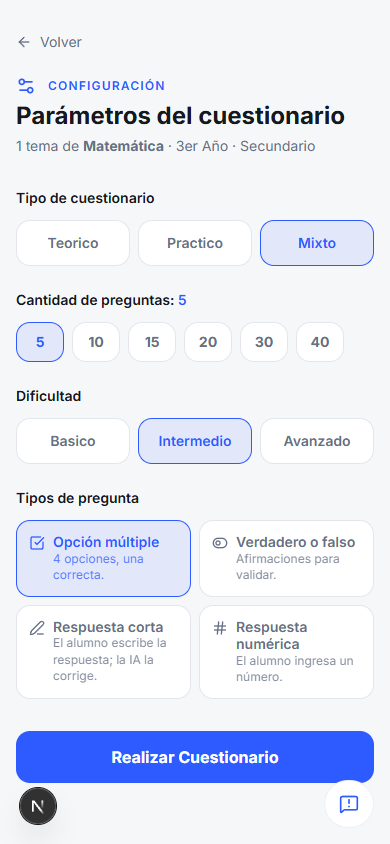 Volver
CONFIGURACIÓN
Parámetros del cuestionario
1 tema de Matemática · 3er Año · Secundario
Tipo de cuestionario
Teorico
Practico
Mixto
Cantidad de preguntas: 5
5
10
15
20
30
40
Dificultad
Basico
Intermedio
Avanzado
Tipos de pregunta
Opción múltiple
4 opciones, una
correcta.
Verdadero o falso
Afirmaciones para
validar.
Respuesta corta
El alumno escribe la
respuesta; la IA la
corrige.
Respuesta
numérica
El alumno ingresa un
número.
Realizar Cuestionario
N